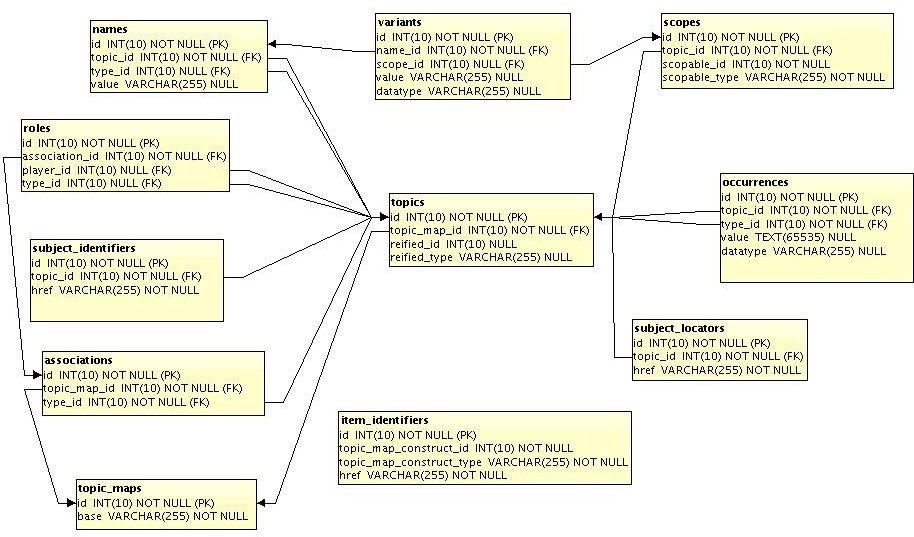 names
id INT(10) NOT NULL (PK)
topic_id INT(10) NOT NULL (FK)
type_id INT(10) NULL (FK)
value VARCHAR(255) NULL
variants
id INT(10) NOT NULL (PK)
name_id INT(10) NOT NULL (FK)
scope_id INT(10) NULL (FK)
value VARCHAR(255) NULL
datatype VARCHAR(255) NULL
scopes
id INT(10) NOT NULL (PK)
topic_id INT(10) NOT NULL (FK)
scopable_id INT(10) NOT NULL
scopable_type VARCHAR(255) NOT NULL
roles
id INT(10) NOT NULL (PK)
association_id INT(10) NOT NULL (FK)
player_id INT(10) NULL (FK)
type_id INT(10) NULL (FK)
topics
id INT(10) NOT NULL (PK)
topic_map_id INT(10) NOT NULL (FK)
reified_id INT(10) NULL
reified_type VARCHAR(255) NULL
occurrences
id INT(10) NOT NULL (PK)
topic_id INT(10) NOT NULL (FK)
type_id INT(10) NULL (FK)
value TEXT(65535) NULL
datatype VARCHAR(255) NULL
subject_identifiers
id INT(10) NOT NULL (PK)
topic_id INT(10) NOT NULL (FK)
href VARCHAR(255) NOT NULL
subject_locators
id INT(10) NOT NULL (PK)
topic_id INT(10) NOT NULL (FK)
href VARCHAR(255) NOT NULL
associations
id INT(10) NOT NULL (PK)
topic_map_id INT(10) NOT NULL (FK)
type_id INT(10) NULL (FK)
item_identifiers
id INT(10) NOT NULL (PK)
topic_map_construct_id INT(10) NOT NULL
topic_map_construct_type VARCHAR(255) NOT NULL
href VARCHAR(255) NOT NULL
topic_maps
id INT(10) NOT NULL (PK)
base VARCHAR(255) NOT NULL